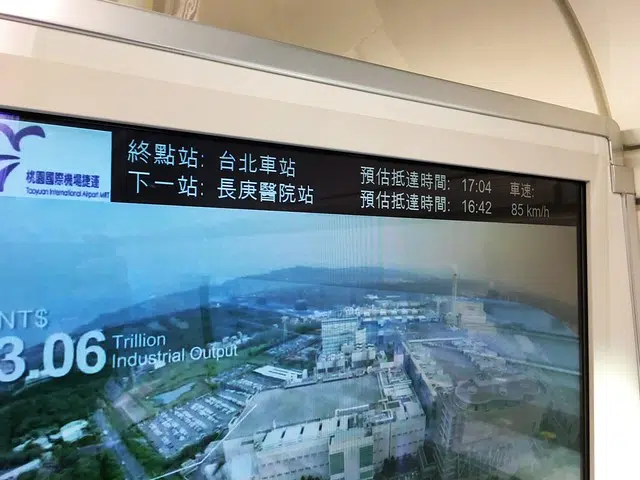 桃園國際機場捷運
Taoyuan International Airport MRT
終點站: 台北車站 預估抵達時間: 17:04 車速:
下一站: 長庚醫院站 預估抵達時間: 16:42 85 km/h
NT$
3.06 Trillion
Industrial Output